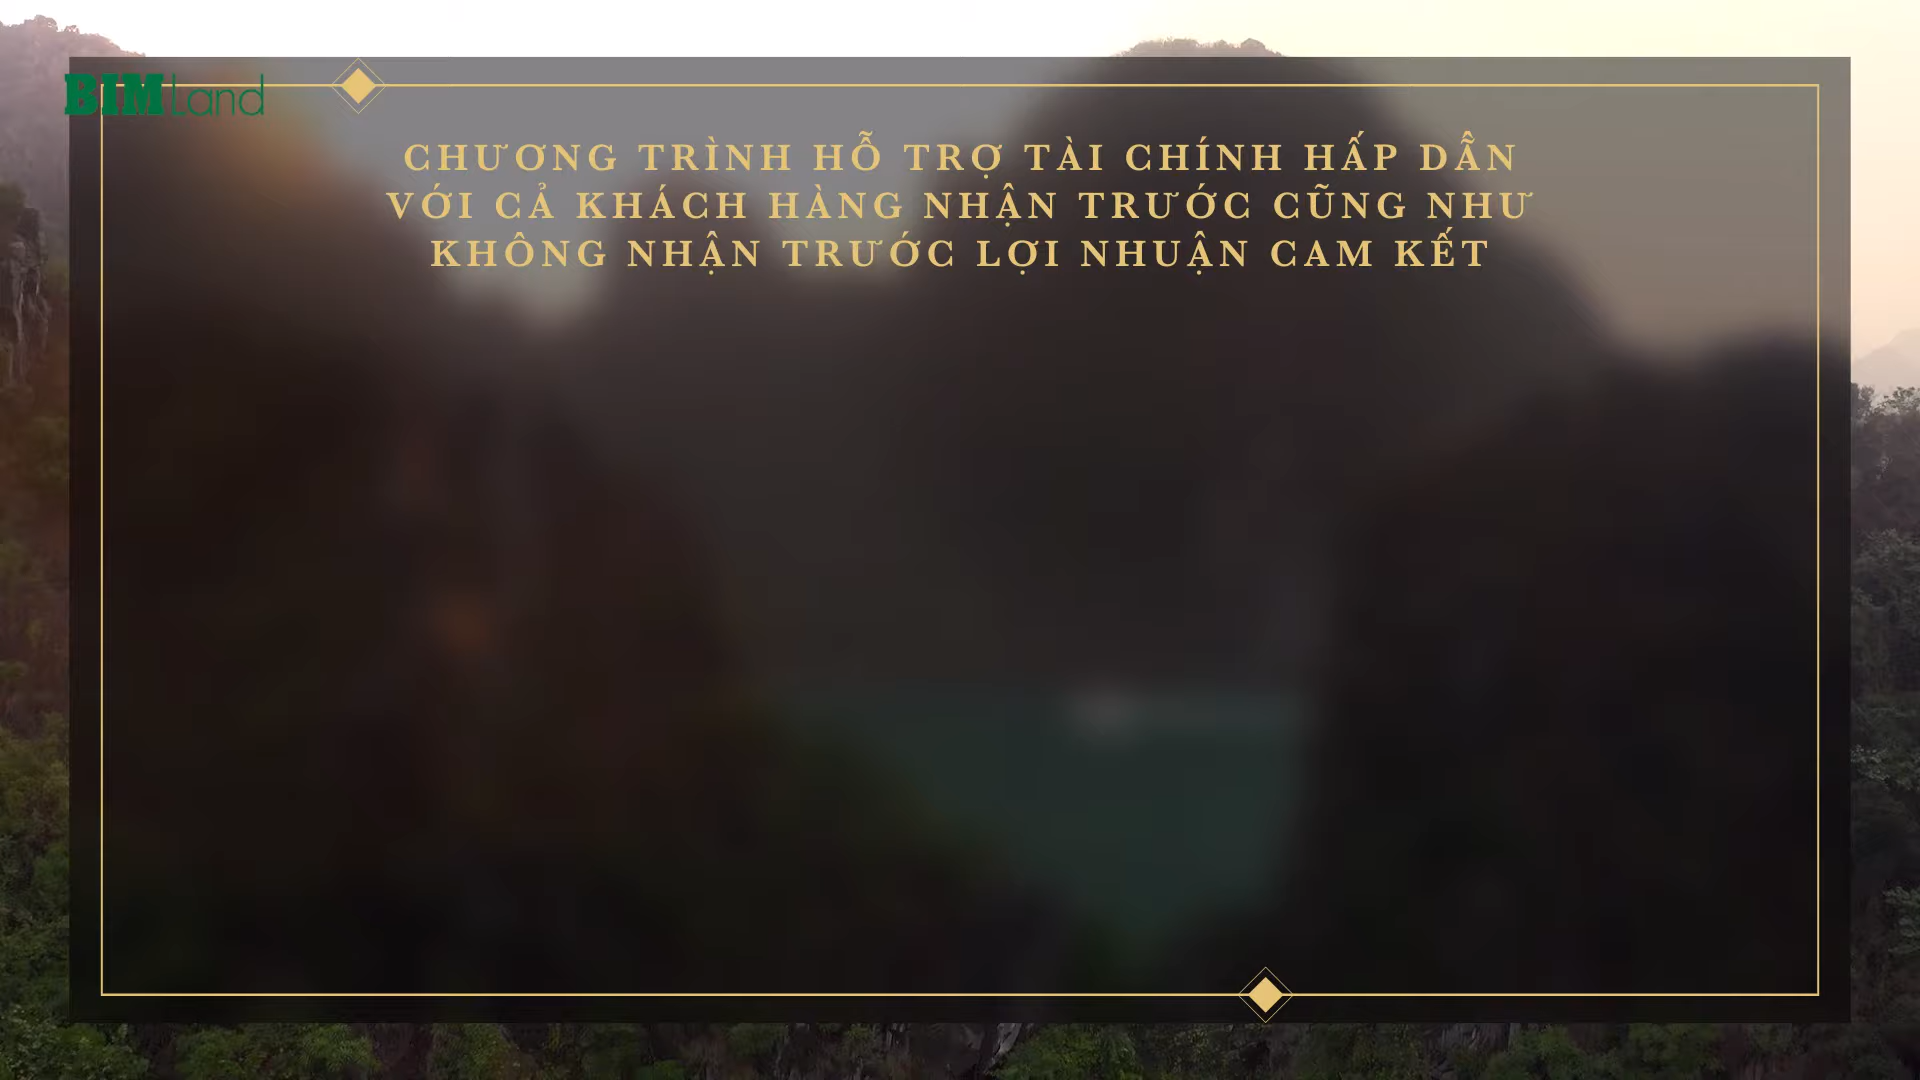 BIMLand
CHƯƠNG TRÌNH HỖ TRỢ TÀI CHÍNH HẤP DẪN
VỚI CẢ KHÁCH HÀNG NHẬN TRƯỚC CŨNG NHƯ
KHÔNG NHẬN TRƯỚC LỢI NHUẬN CAM KẾT